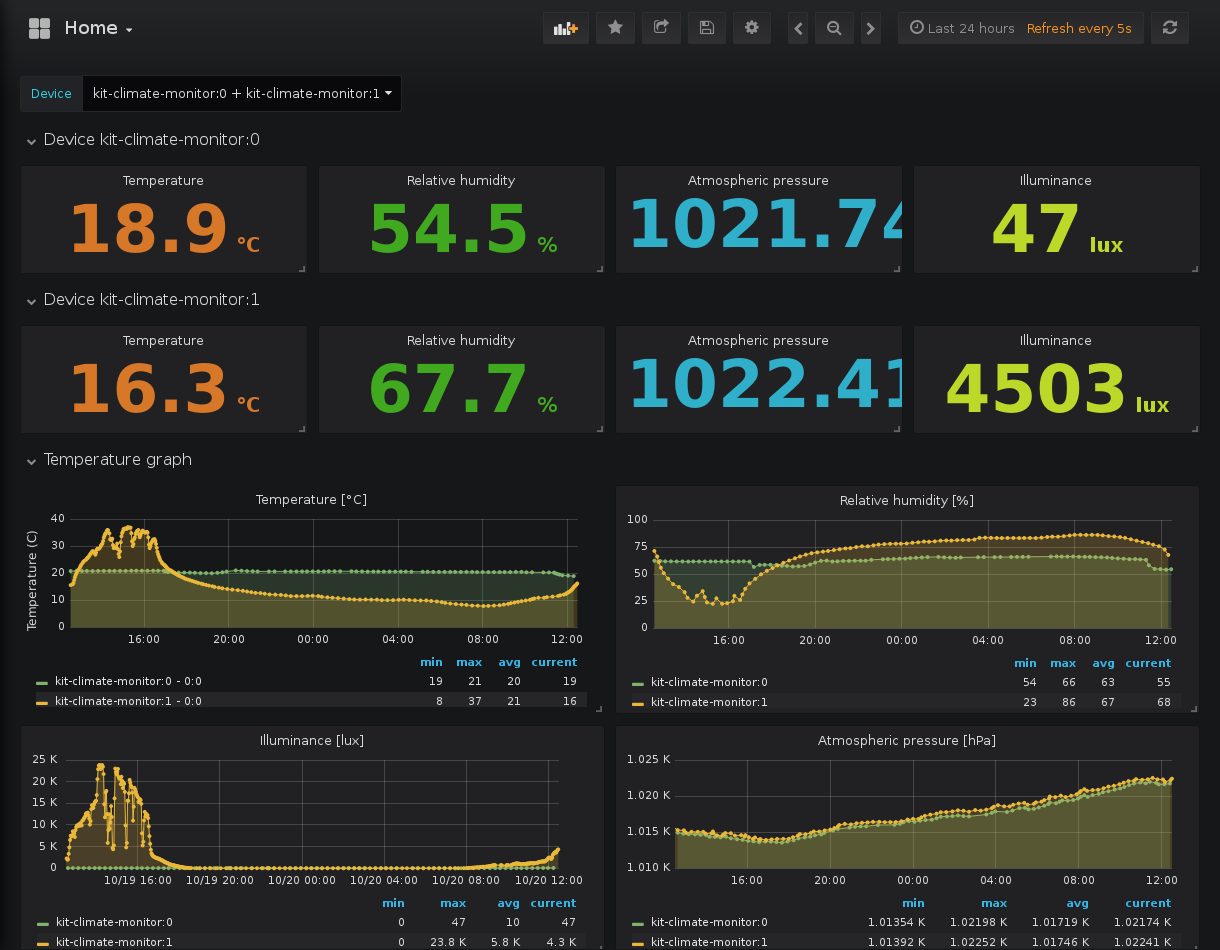 Home
Last 24 hours Refresh every 5s
Device kit-climate-monitor:0 + kit-climate-monitor:1
Device kit-climate-monitor:0
Temperature Relative humidity Atmospheric pressure Illuminance
18.9 °C 54.5 % 1021.74 47 lux
Device kit-climate-monitor:1
Temperature Relative humidity Atmospheric pressure Illuminance
16.3 °C 67.7 % 1022.41 4503 lux
Temperature graph
Temperature [°C]
Temperature (C)
40
30
20
10
0
16:00 20:00 00:00 04:00 08:00 12:00
min max avg current
kit-climate-monitor:0 - 0:0 19 21 20 19
kit-climate-monitor:1 - 0:0 8 37 21 16
Relative humidity [%]
100
75
50
25
0
16:00 20:00 00:00 04:00 08:00 12:00
min max avg current
kit-climate-monitor:0 54 66 63 55
kit-climate-monitor:1 23 86 67 68
Illuminance [lux]
25 K
20 K
15 K
10 K
5 K
0
10/19 16:00 10/19 20:00 10/20 00:00 10/20 04:00 10/20 08:00 10/20 12:00
min max avg current
kit-climate-monitor:0 0 47 10 47
kit-climate-monitor:1 0 23.8 K 5.8 K 4.3 K
Atmospheric pressure [hPa]
1.025 K
1.020 K
1.015 K
1.010 K
16:00 20:00 00:00 04:00 08:00 12:00
min max avg current
kit-climate-monitor:0 1.01354 K 1.02198 K 1.01719 K 1.02174 K
kit-climate-monitor:1 1.01392 K 1.02252 K 1.01746 K 1.02241 K